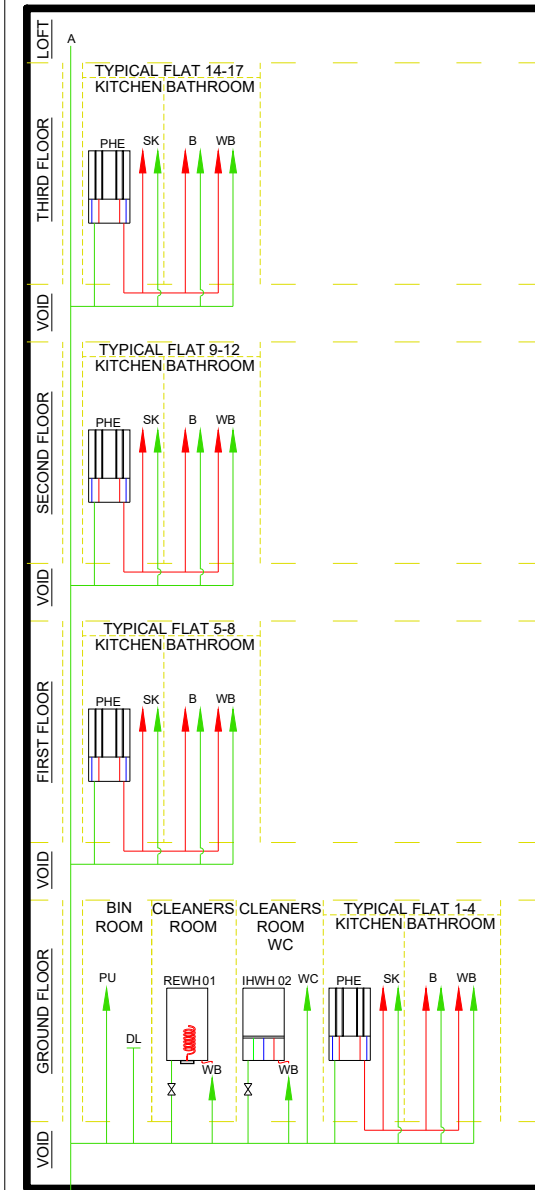 LOFT
A
TYPICAL FLAT 14-17
KITCHEN BATHROOM
THIRD FLOOR
PHE
SK
B
WB
VOID
TYPICAL FLAT 9-12
KITCHEN BATHROOM
SECOND FLOOR
PHE
SK
B
WB
VOID
TYPICAL FLAT 5-8
KITCHEN BATHROOM
FIRST FLOOR
PHE
SK
B
WB
VOID
BIN
ROOM
CLEANERS
ROOM
CLEANERS
ROOM
WC
TYPICAL FLAT 1-4
KITCHEN BATHROOM
GROUND FLOOR
PU
DL
REWH 01
WB
IHWH 02
WB
WC
PHE
SK
B
WB
VOID